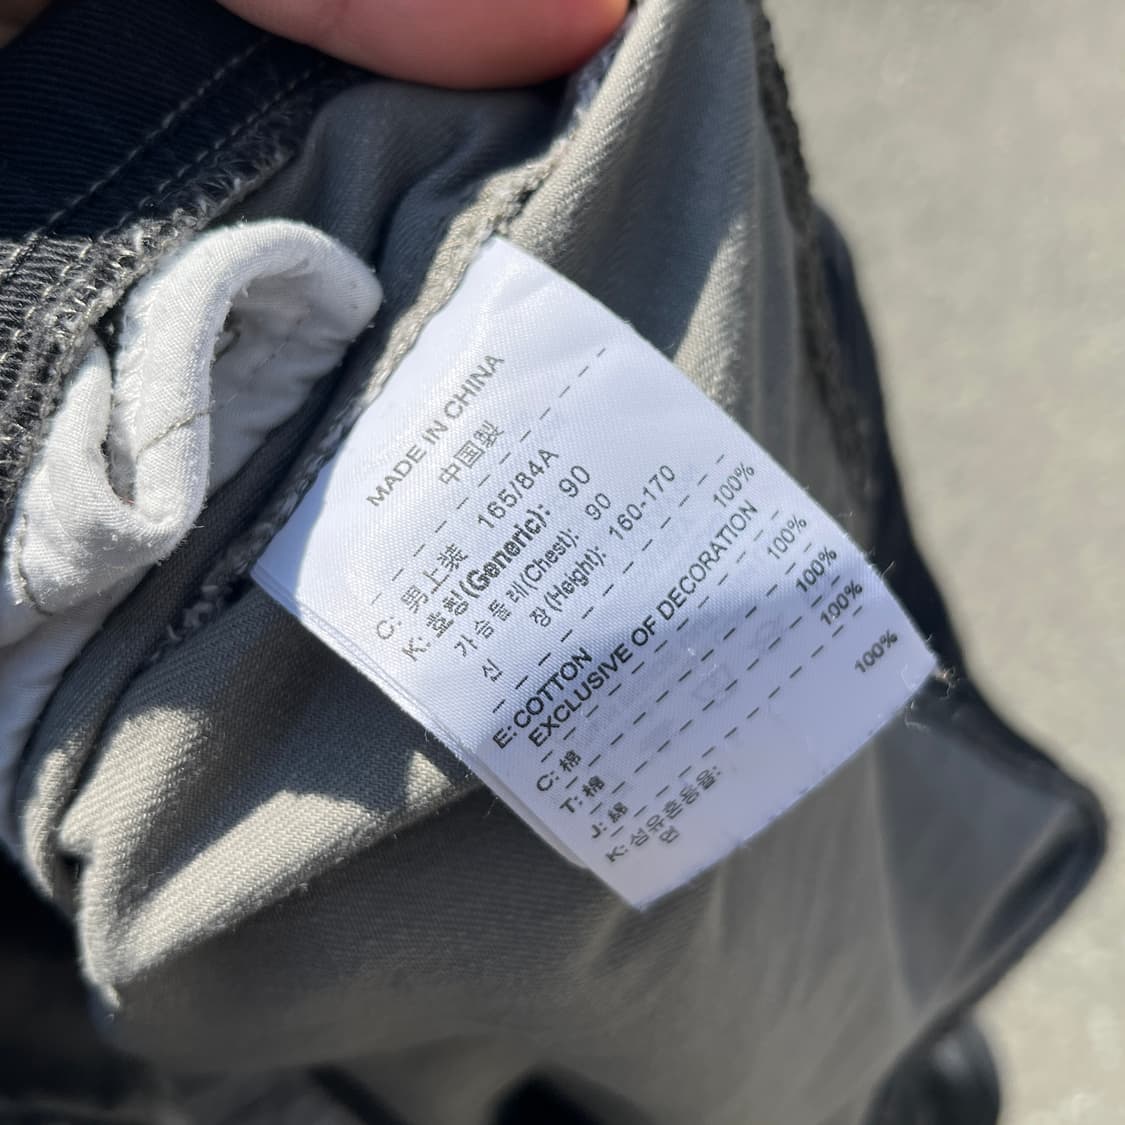 MADE IN CHINA
中国製
C: 男上装 165/84A
K: 호칭(Generic): 90
가슴둘레(Chest): 90
신 장(Height): 160-170
E: COTTON 100%
EXCLUSIVE OF DECORATION
C: 棉 100%
T: 棉 100%
J: 綿 100%
K: 섬유혼용율:
면 100%